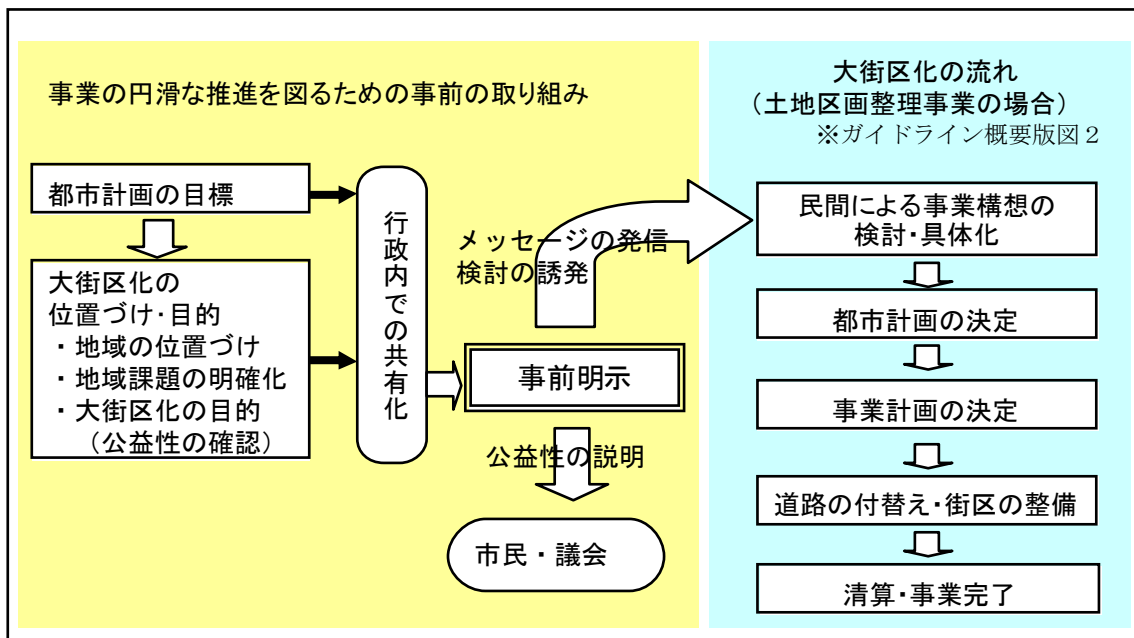 事業の円滑な推進を図るための事前の取り組み
都市計画の目標
大街区化の
位置づけ・目的
・地域の位置づけ
・地域課題の明確化
・大街区化の目的
（公益性の確認）
行政内での共有化
メッセージの発信
検討の誘発
事前明示
公益性の説明
市民・議会
大街区化の流れ
（土地区画整理事業の場合）
※ガイドライン概要版図２
民間による事業構想の
検討・具体化
都市計画の決定
事業計画の決定
道路の付替え・街区の整備
清算・事業完了